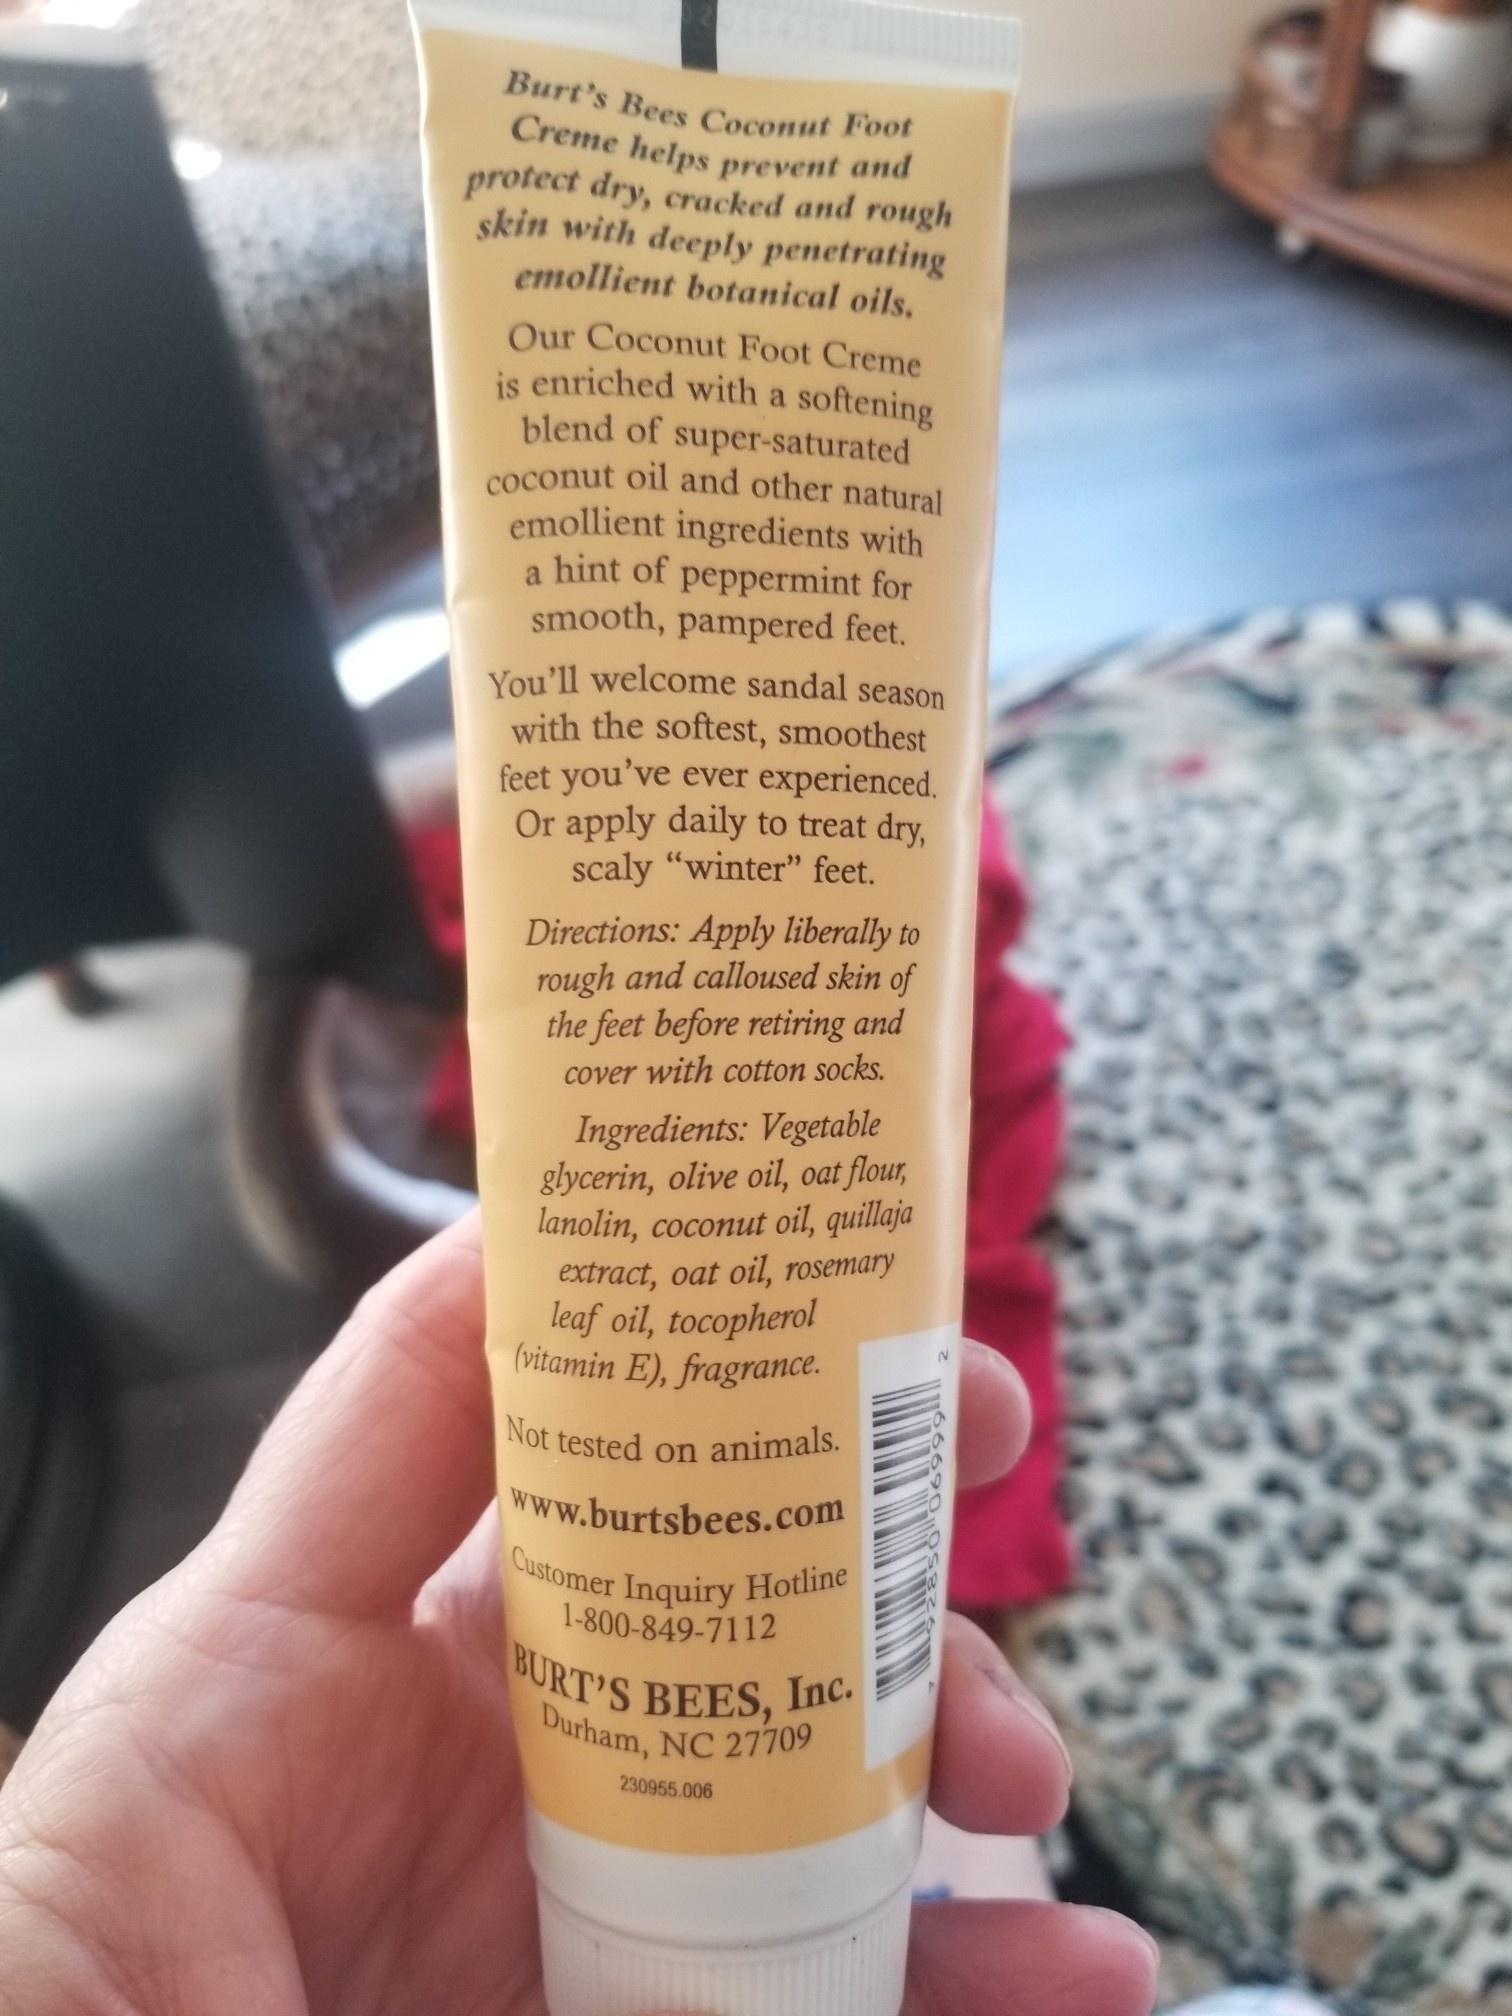 Burt's Bees Coconut Foot
Creme helps prevent and
protect dry, cracked and rough
skin with deeply penetrating
emollient botanical oils.
Our Coconut Foot Creme
is enriched with a softening
blend of super-saturated
coconut oil and other natural
emollient ingredients with
a hint of peppermint for
smooth, pampered feet.
You'll welcome sandal season
with the softest, smoothest
feet you've ever experienced.
Or apply daily to treat dry,
scaly “winter” feet.
Directions: Apply liberally to
rough and calloused skin of
the feet before retiring and
cover with cotton socks.
Ingredients: Vegetable
glycerin, olive oil, oat flour,
lanolin, coconut oil, quillaja
extract, oat oil, rosemary
leaf oil, tocopherol
(vitamin E), fragrance.
Not tested on animals.
www.burtsbees.com
Customer Inquiry Hotline
1-800-849-7112
BURT'S BEES, Inc.
Durham, NC 27709
230955.006
7 92850 06999 2